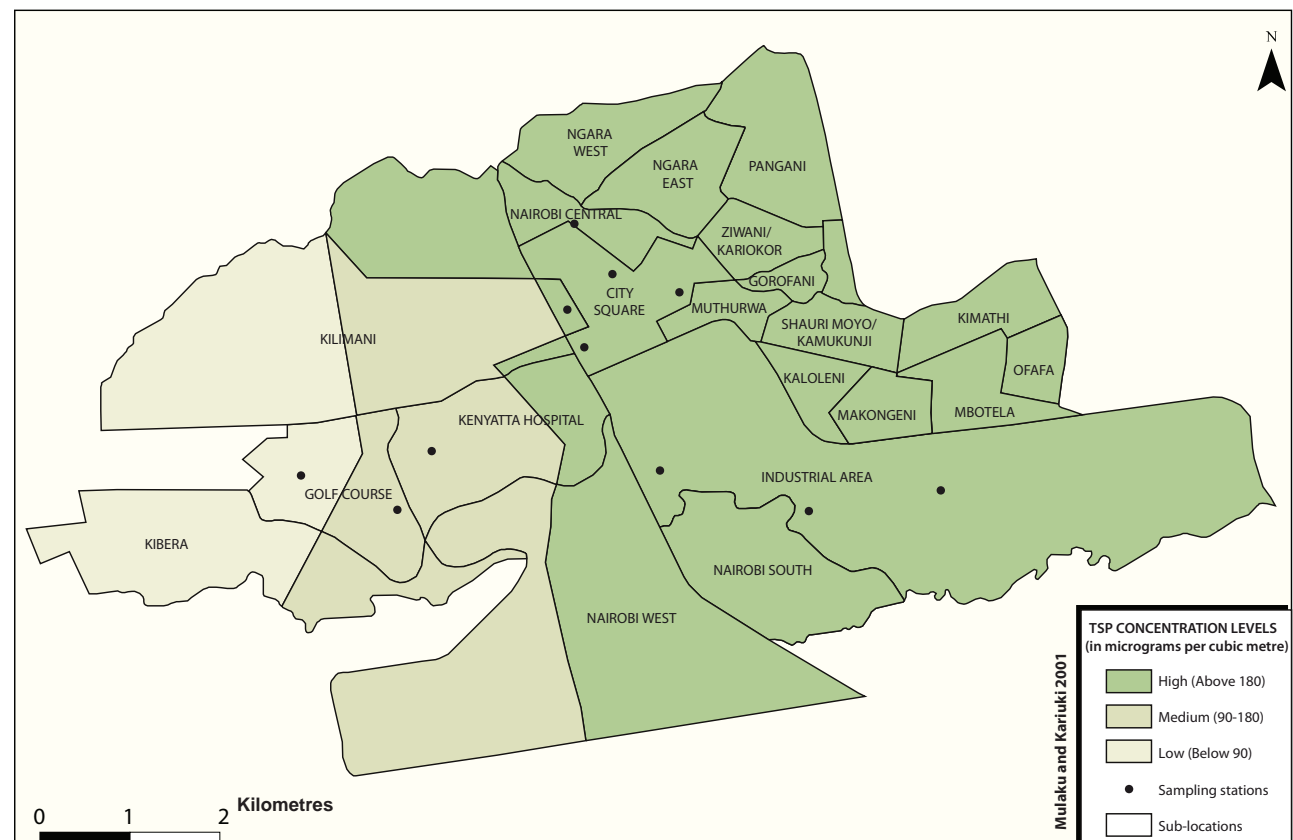 N
NGARA
WEST
NGARA
EAST
PANGANI
NAIROBI CENTRAL
ZIWANI/
KARIOKOR
GOROFANI
CITY
SQUARE
MUTHURWA
SHAURI MOYO/
KAMUKUNJI
KIMATHI
KILIMANI
KALOLENI
OFAFA
MAKONGENI
MBOTELA
KENYATTA HOSPITAL
INDUSTRIAL AREA
GOLF COURSE
KIBERA
NAIROBI SOUTH
NAIROBI WEST
TSP CONCENTRATION LEVELS
(in micrograms per cubic metre)
High (Above 180)
Medium (90-180)
Low (Below 90)
Sampling stations
Sub-locations
Mulaku and Kariuki 2001
Kilometres
0 1 2